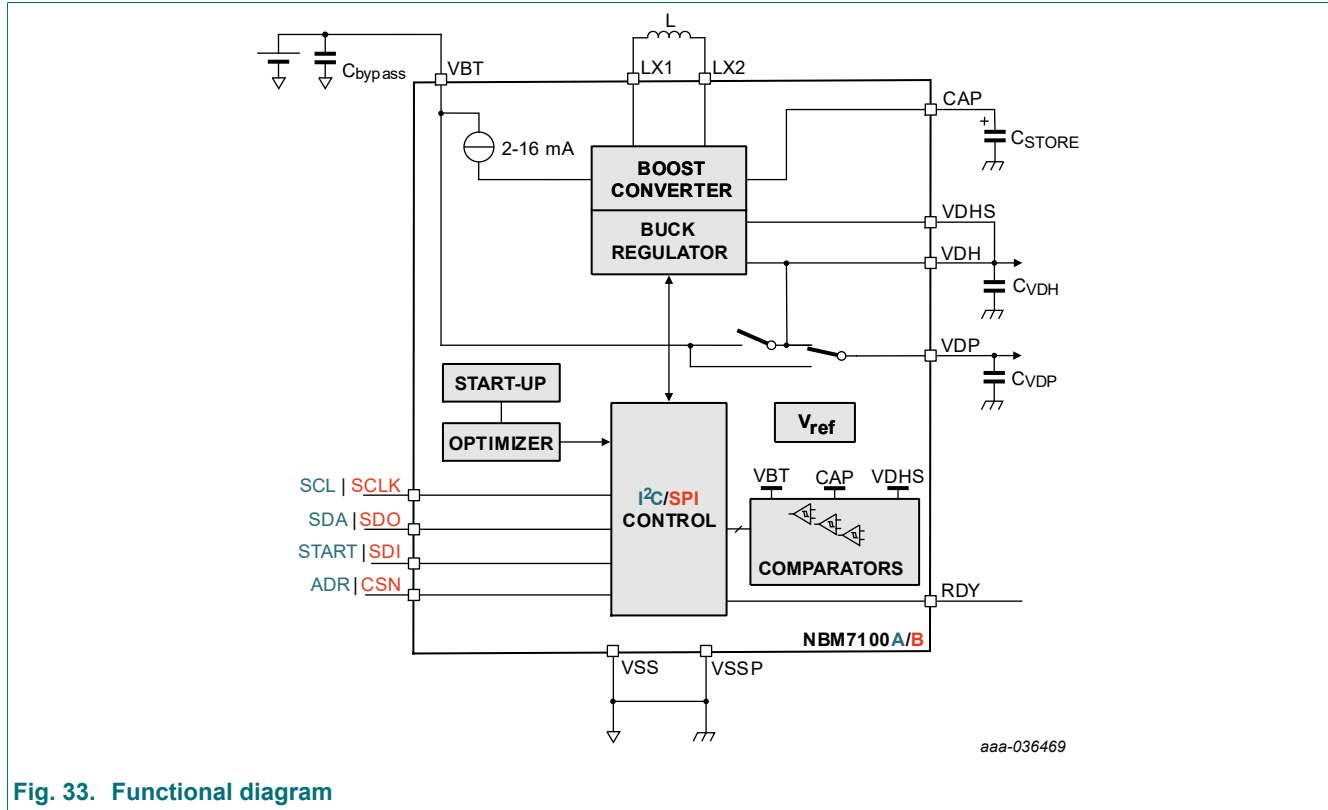 L
Cbypass
VBT
LX1
LX2
CAP
+
CSTORE
2-16 mA
BOOST
CONVERTER
BUCK
REGULATOR
VDHS
VDH
CVDH
VDP
CVDP
START-UP
OPTIMIZER
Vref
SCL | SCLK
SDA | SDO
START | SDI
ADR | CSN
I²C/SPI
CONTROL
VBT
CAP
VDHS
COMPARATORS
RDY
NBM7100A/B
VSS
VSSP
aaa-036469
Fig. 33. Functional diagram